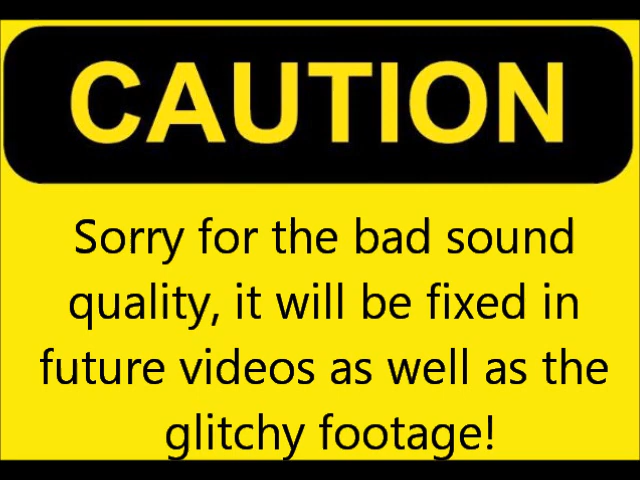 CAUTION
Sorry for the bad sound
quality, it will be fixed in
future videos as well as the
glitchy footage!